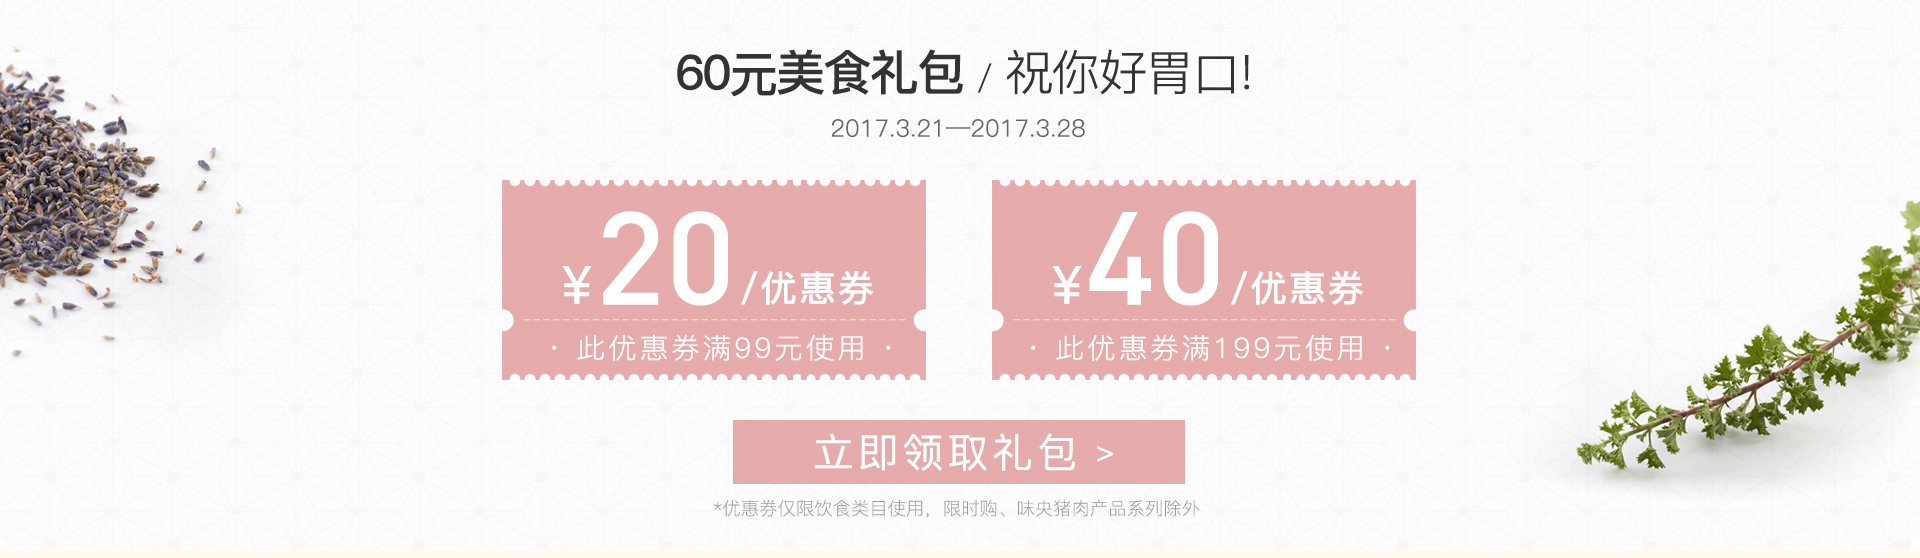 60元美食礼包 / 祝你好胃口!
2017.3.21—2017.3.28
¥20/优惠券
· 此优惠券满99元使用 ·
¥40/优惠券
· 此优惠券满199元使用 ·
立即领取礼包 >
*优惠券仅限饮食类目使用，限时购、味央猪肉产品系列除外